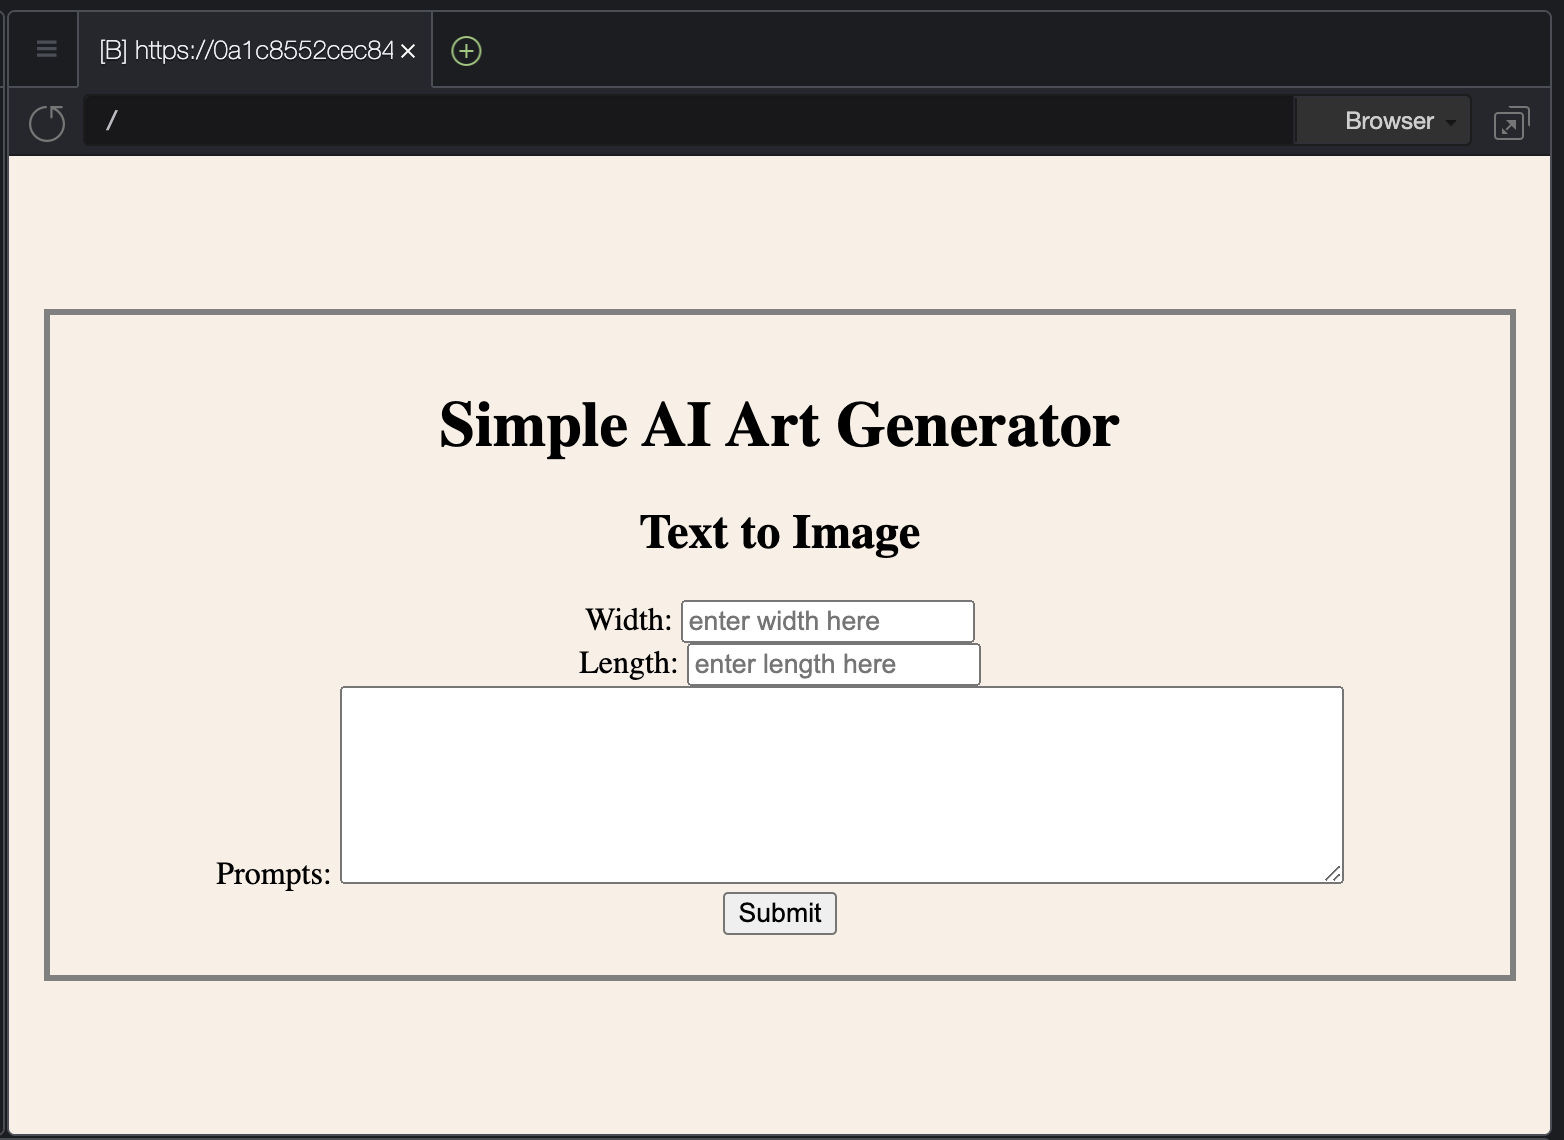 [B] https://0a1c8552cec84
/
Browser
Simple AI Art Generator
Text to Image
Width: enter width here
Length: enter length here
Prompts:
Submit